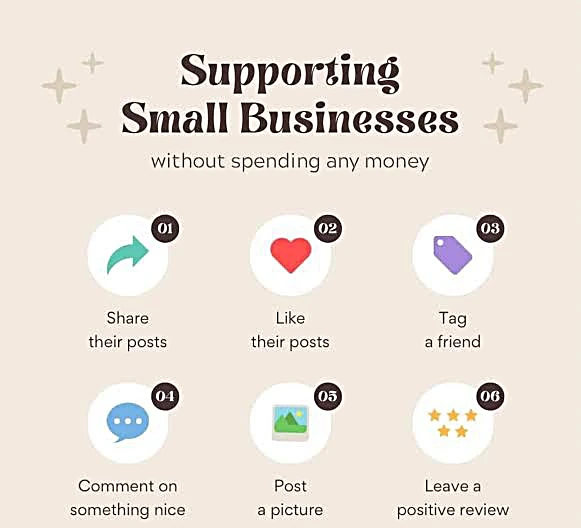 Supporting
Small Businesses
without spending any money
01
02
03
Share
their posts
Like
their posts
Tag
a friend
04
05
06
Comment on
something nice
Post
a picture
Leave a
positive review